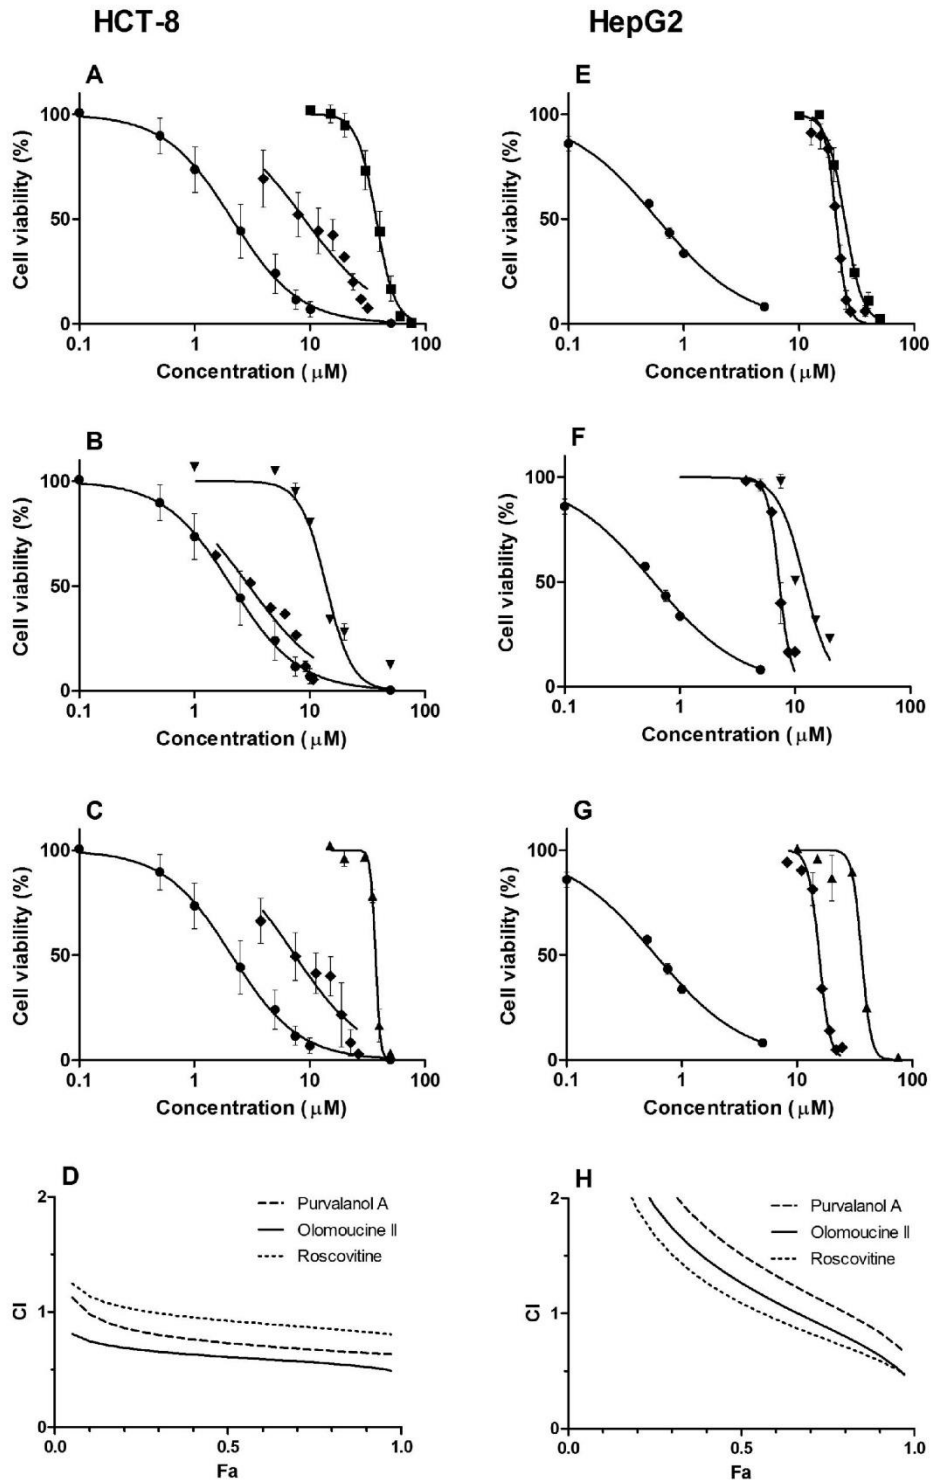 HCT-8 HepG2
A
Cell viability (%)
100
50
0
0.1 1 10 100
Concentration (μM)
E
Cell viability (%)
100
50
0
0.1 1 10 100
Concentration (μM)
B
Cell viability (%)
100
50
0
0.1 1 10 100
Concentration (μM)
F
Cell viability (%)
100
50
0
0.1 1 10 100
Concentration (μM)
C
Cell viability (%)
100
50
0
0.1 1 10 100
Concentration (μM)
G
Cell viability (%)
100
50
0
0.1 1 10 100
Concentration (μM)
D
Purvalanol A
Olomoucine II
Roscovitine
CI
2
1
0
0.0 0.5 1.0
Fa
H
Purvalanol A
Olomoucine II
Roscovitine
CI
2
1
0
0.0 0.5 1.0
Fa